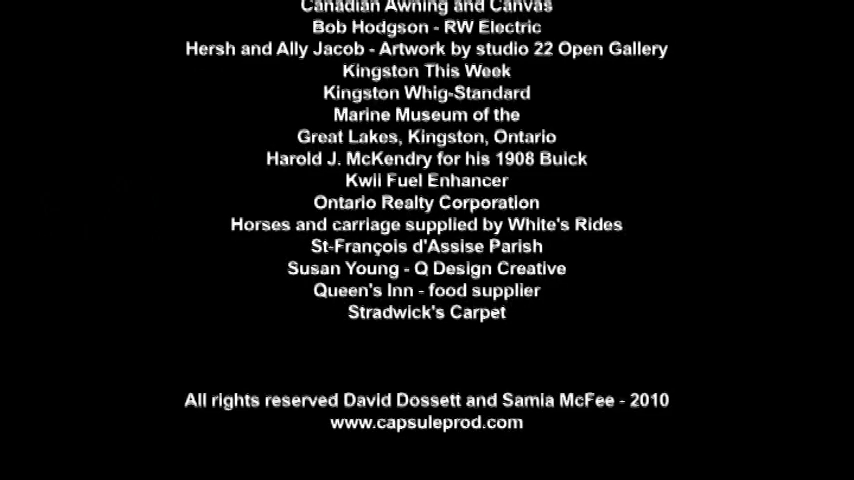 Canadian Awning and Canvas
Bob Hodgson - RW Electric
Hersh and Ally Jacob - Artwork by studio 22 Open Gallery
Kingston This Week
Kingston Whig-Standard
Marine Museum of the
Great Lakes, Kingston, Ontario
Harold J. McKendry for his 1908 Buick
Kwil Fuel Enhancer
Ontario Realty Corporation
Horses and carriage supplied by White's Rides
St-François d'Assise Parish
Susan Young - Q Design Creative
Queen's Inn - food supplier
Stradwick's Carpet
All rights reserved David Dossett and Samia McFee - 2010
www.capsuleprod.com